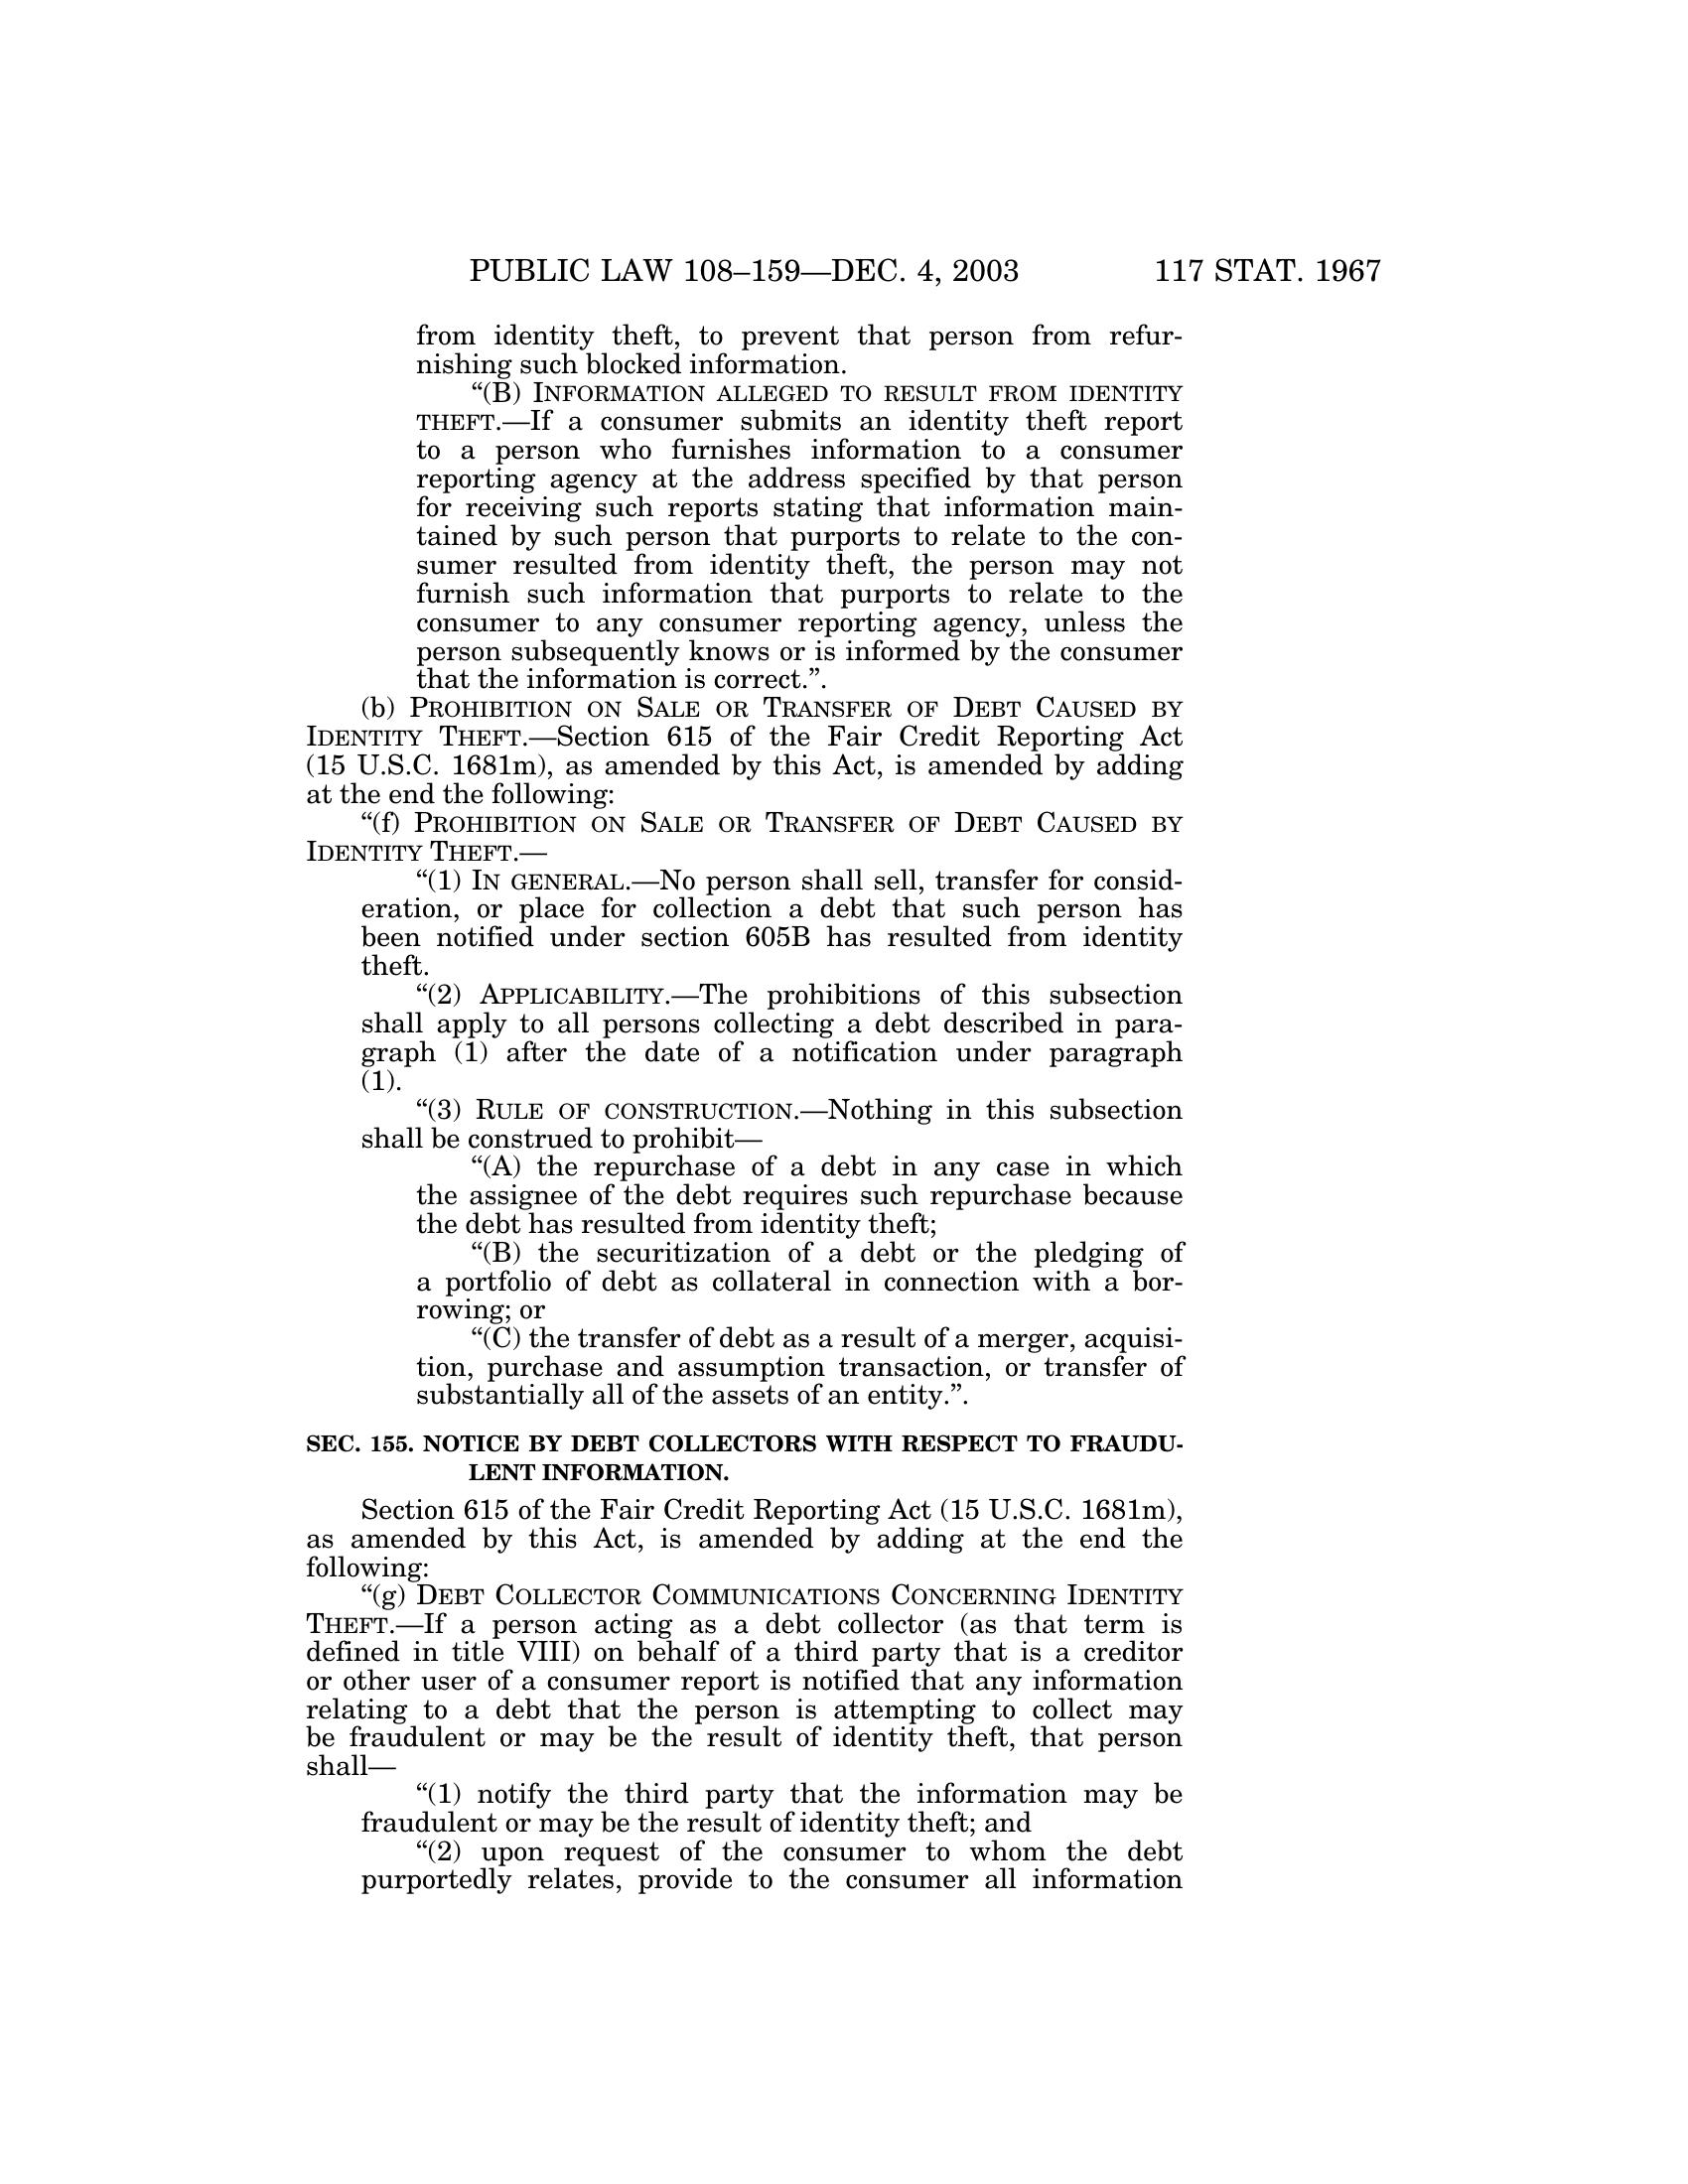 PUBLIC LAW 108–159—DEC. 4, 2003 117 STAT. 1967
from identity theft, to prevent that person from refur-
nishing such blocked information.
“(B) INFORMATION ALLEGED TO RESULT FROM IDENTITY
THEFT.—If a consumer submits an identity theft report
to a person who furnishes information to a consumer
reporting agency at the address specified by that person
for receiving such reports stating that information main-
tained by such person that purports to relate to the con-
sumer resulted from identity theft, the person may not
furnish such information that purports to relate to the
consumer to any consumer reporting agency, unless the
person subsequently knows or is informed by the consumer
that the information is correct.”.
(b) PROHIBITION ON SALE OR TRANSFER OF DEBT CAUSED BY
IDENTITY THEFT.—Section 615 of the Fair Credit Reporting Act
(15 U.S.C. 1681m), as amended by this Act, is amended by adding
at the end the following:
“(f) PROHIBITION ON SALE OR TRANSFER OF DEBT CAUSED BY
IDENTITY THEFT.—
“(1) IN GENERAL.—No person shall sell, transfer for consid-
eration, or place for collection a debt that such person has
been notified under section 605B has resulted from identity
theft.
“(2) APPLICABILITY.—The prohibitions of this subsection
shall apply to all persons collecting a debt described in para-
graph (1) after the date of a notification under paragraph
(1).
“(3) RULE OF CONSTRUCTION.—Nothing in this subsection
shall be construed to prohibit—
“(A) the repurchase of a debt in any case in which
the assignee of the debt requires such repurchase because
the debt has resulted from identity theft;
“(B) the securitization of a debt or the pledging of
a portfolio of debt as collateral in connection with a bor-
rowing; or
“(C) the transfer of debt as a result of a merger, acquisi-
tion, purchase and assumption transaction, or transfer of
substantially all of the assets of an entity.”.
SEC. 155. NOTICE BY DEBT COLLECTORS WITH RESPECT TO FRAUDU-
LENT INFORMATION.
Section 615 of the Fair Credit Reporting Act (15 U.S.C. 1681m),
as amended by this Act, is amended by adding at the end the
following:
“(g) DEBT COLLECTOR COMMUNICATIONS CONCERNING IDENTITY
THEFT.—If a person acting as a debt collector (as that term is
defined in title VIII) on behalf of a third party that is a creditor
or other user of a consumer report is notified that any information
relating to a debt that the person is attempting to collect may
be fraudulent or may be the result of identity theft, that person
shall—
“(1) notify the third party that the information may be
fraudulent or may be the result of identity theft; and
“(2) upon request of the consumer to whom the debt
purportedly relates, provide to the consumer all information